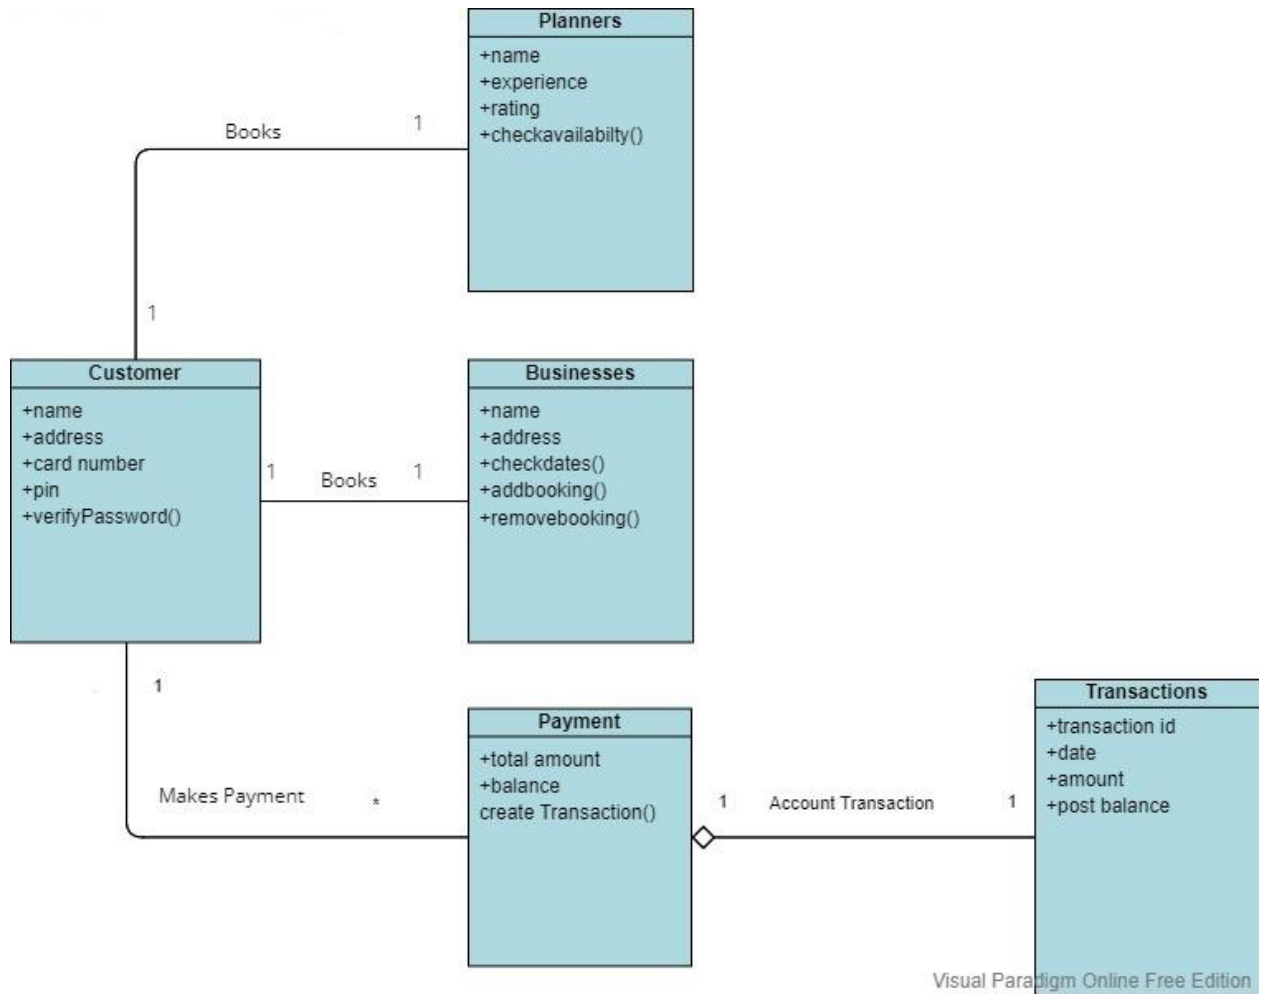 Planners
+name
+experience
+rating
+checkavailabilty()
Books
1
1
Customer
+name
+address
+card number
+pin
+verifyPassword()
1
Books
1
Businesses
+name
+address
+checkdates()
+addbooking()
+removebooking()
1
Makes Payment
*
Payment
+total amount
+balance
create Transaction()
1
Account Transaction
1
Transactions
+transaction id
+date
+amount
+post balance
Visual Paradigm Online Free Edition